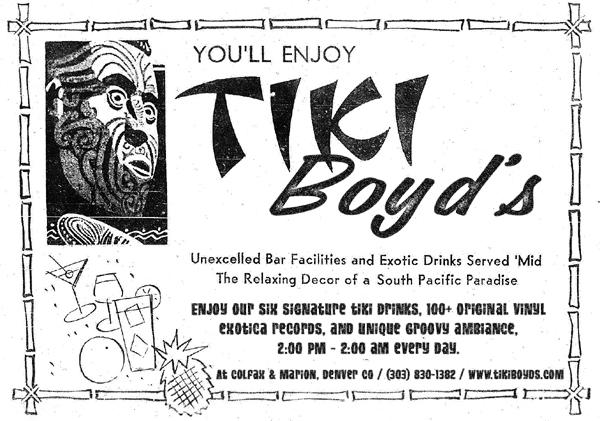 YOU'LL ENJOY
TIKI
Boyd's
Unexcelled Bar Facilities and Exotic Drinks Served 'Mid
The Relaxing Decor of a South Pacific Paradise
Enjoy our six signature tiki drinks, 100+ original vinyl
exotica records, and unique groovy ambiance,
2:00 PM - 2:00 AM every day.
At Colfax & Marion, Denver CO / (303) 830-1382 / www.tikiboyds.com